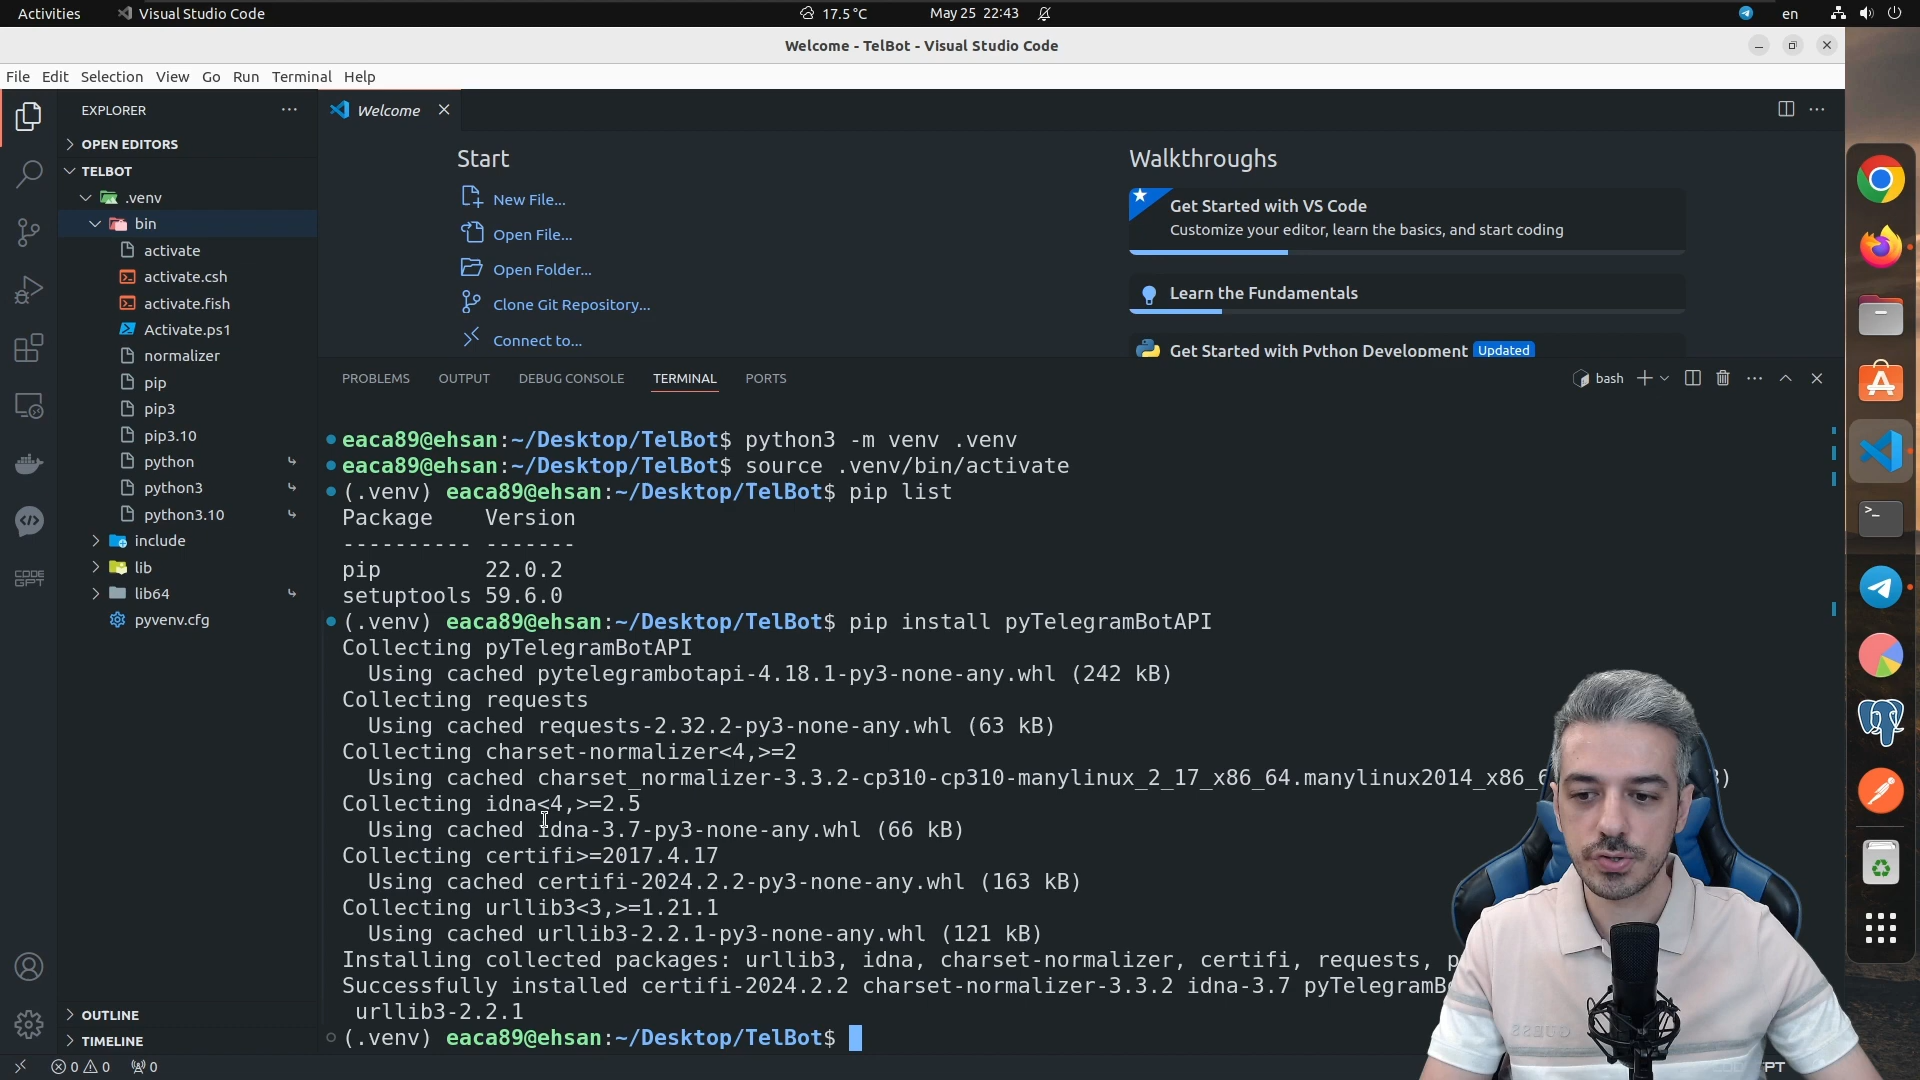 Activities
Visual Studio Code
17.5 °C
May 25 22:43
en
Welcome - TelBot - Visual Studio Code
File Edit Selection View Go Run Terminal Help
EXPLORER
OPEN EDITORS
TELBOT
.venv
bin
activate
activate.csh
activate.fish
Activate.ps1
normalizer
pip
pip3
pip3.10
python
python3
python3.10
include
lib
lib64
pyvenv.cfg
OUTLINE
TIMELINE
CODE
GPT
Welcome
Start
New File...
Open File...
Open Folder...
Clone Git Repository...
Connect to...
Walkthroughs
Get Started with VS Code
Customize your editor, learn the basics, and start coding
Learn the Fundamentals
Get Started with Python Development Updated
PROBLEMS OUTPUT DEBUG CONSOLE TERMINAL PORTS
bash
eaca89@ehsan:~/Desktop/TelBot$ python3 -m venv .venv
eaca89@ehsan:~/Desktop/TelBot$ source .venv/bin/activate
(.venv) eaca89@ehsan:~/Desktop/TelBot$ pip list
Package    Version
---------- -------
pip        22.0.2
setuptools 59.6.0
(.venv) eaca89@ehsan:~/Desktop/TelBot$ pip install pyTelegramBotAPI
Collecting pyTelegramBotAPI
Using cached pytelegrambotapi-4.18.1-py3-none-any.whl (242 kB)
Collecting requests
Using cached requests-2.32.2-py3-none-any.whl (63 kB)
Collecting charset-normalizer<4,>=2
Using cached charset_normalizer-3.3.2-cp310-cp310-manylinux_2_17_x86_64.manylinux2014_x86_
Collecting idna<4,>=2.5
Using cached idna-3.7-py3-none-any.whl (66 kB)
Collecting certifi>=2017.4.17
Using cached certifi-2024.2.2-py3-none-any.whl (163 kB)
Collecting urllib3<3,>=1.21.1
Using cached urllib3-2.2.1-py3-none-any.whl (121 kB)
Installing collected packages: urllib3, idna, charset-normalizer, certifi, requests,
Successfully installed certifi-2024.2.2 charset-normalizer-3.3.2 idna-3.7 pyTelegramB
urllib3-2.2.1
(.venv) eaca89@ehsan:~/Desktop/TelBot$
0 0 0